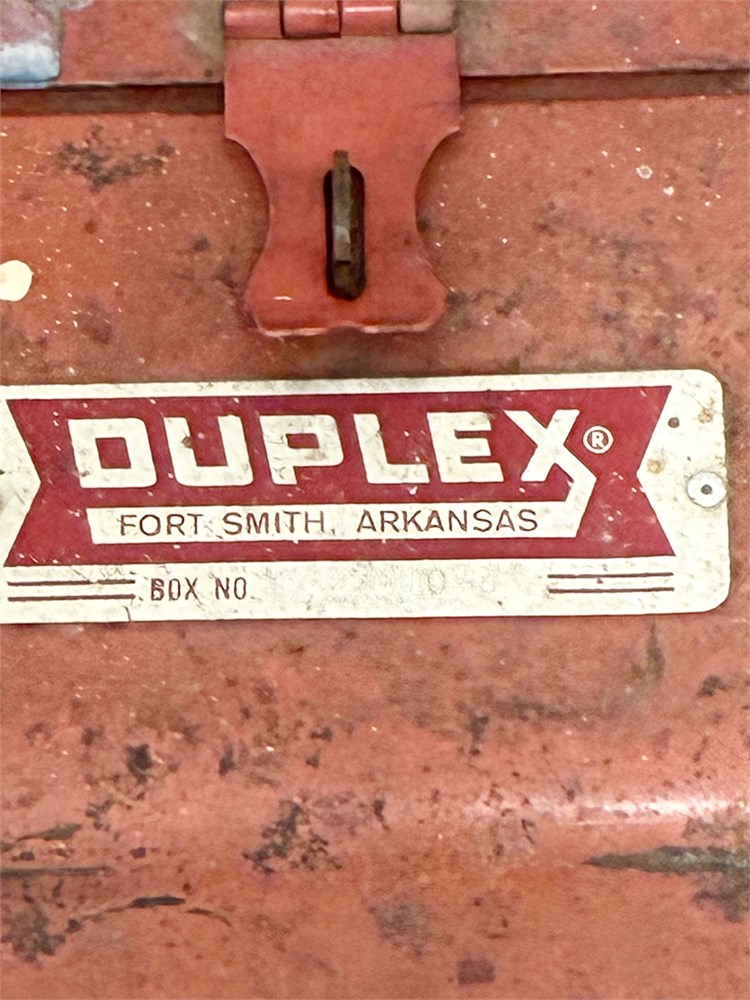 DUPLEX®
FORT SMITH, ARKANSAS
BOX NO